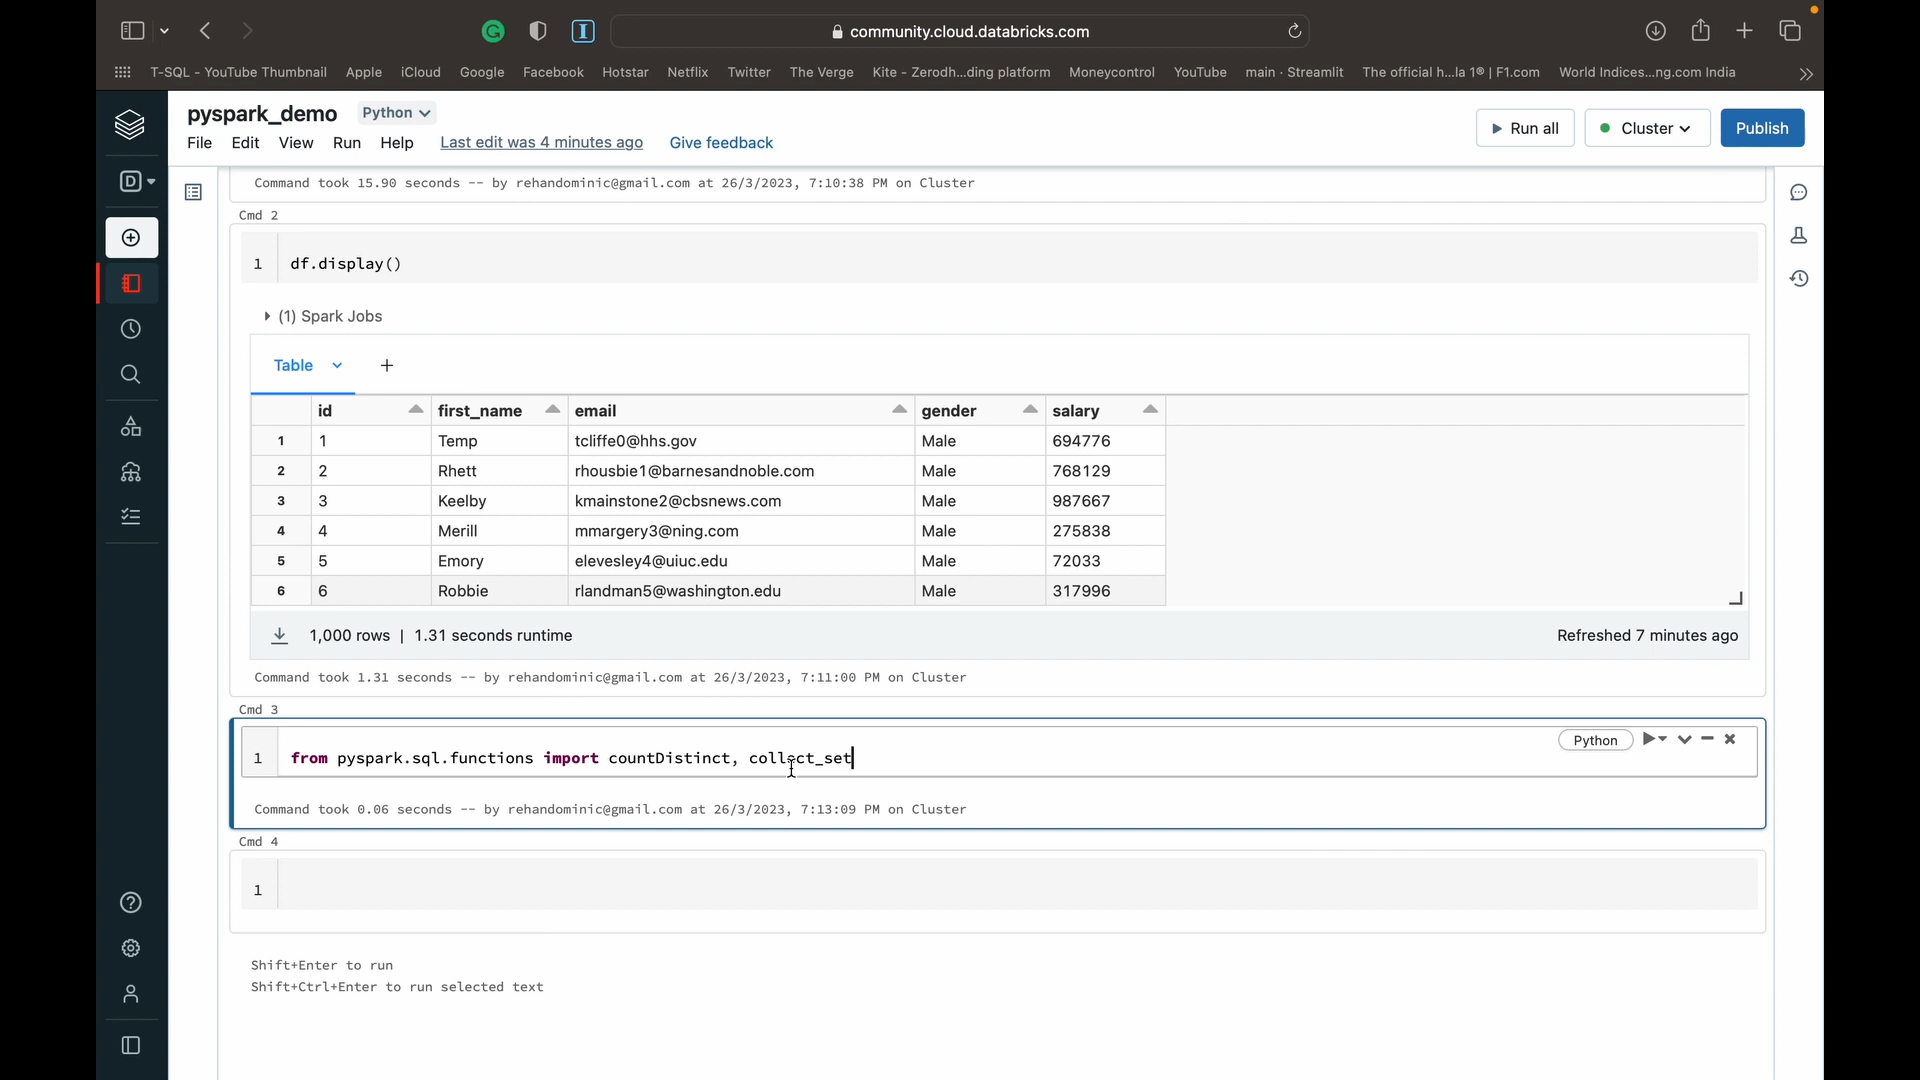 community.cloud.databricks.com
T-SQL - YouTube Thumbnail Apple iCloud Google Facebook Hotstar Netflix Twitter The Verge Kite - Zerodh...ding platform Moneycontrol YouTube main · Streamlit The official h...la 1® | F1.com World Indices...ng.com India
pyspark_demo Python
File Edit View Run Help Last edit was 4 minutes ago Give feedback
Run all Cluster Publish
D
Command took 15.90 seconds -- by rehandominic@gmail.com at 26/3/2023, 7:10:38 PM on Cluster
Cmd 2
1 df.display()
(1) Spark Jobs
Table +
id first_name email gender salary
1 1 Temp tcliffe0@hhs.gov Male 694776
2 2 Rhett rhousbie1@barnesandnoble.com Male 768129
3 3 Keelby kmainstone2@cbsnews.com Male 987667
4 4 Merill mmargery3@ning.com Male 275838
5 5 Emory elevesley4@uiuc.edu Male 72033
6 6 Robbie rlandman5@washington.edu Male 317996
1,000 rows | 1.31 seconds runtime Refreshed 7 minutes ago
Command took 1.31 seconds -- by rehandominic@gmail.com at 26/3/2023, 7:11:00 PM on Cluster
Cmd 3
Python
1 from pyspark.sql.functions import countDistinct, collect_set
Command took 0.06 seconds -- by rehandominic@gmail.com at 26/3/2023, 7:13:09 PM on Cluster
Cmd 4
1
Shift+Enter to run
Shift+Ctrl+Enter to run selected text